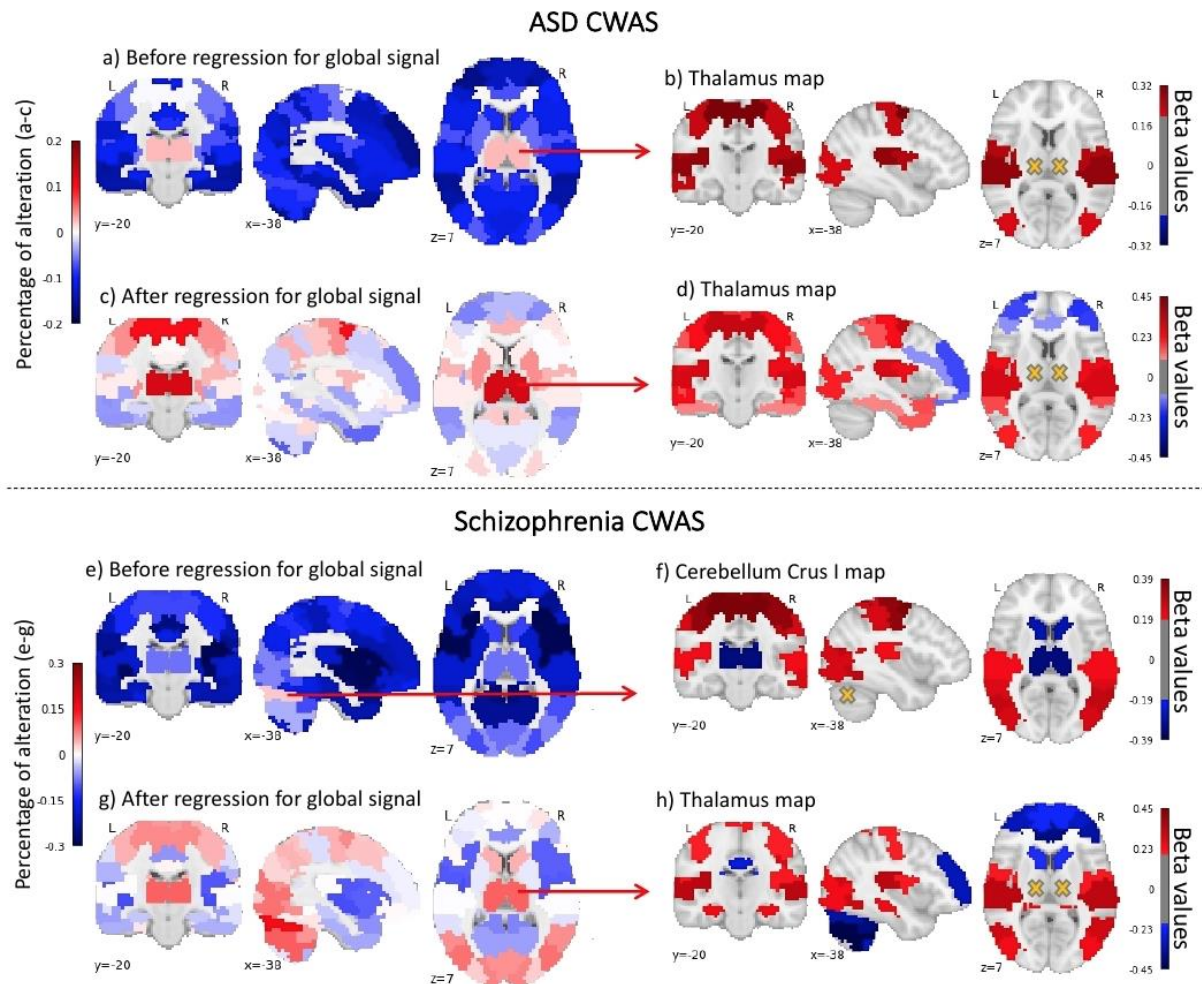 ASD CWAS
a) Before regression for global signal
L R
y=-20 x=-38 z=7
b) Thalamus map
L R
y=-20 x=-38 z=7
0.32
0.16
0
-0.16
-0.32
Beta values
Percentage of alteration (a-c)
0.2
0.1
0
-0.1
-0.2
c) After regression for global signal
L R
y=-20 x=-38 z=7
d) Thalamus map
L R
y=-20 x=-38 z=7
0.45
0.23
0
-0.23
-0.45
Beta values
Schizophrenia CWAS
e) Before regression for global signal
L R
y=-20 x=-38 z=7
f) Cerebellum Crus I map
L R
y=-20 x=-38 z=7
0.39
0.19
0
-0.19
-0.39
Beta values
Percentage of alteration (e-g)
0.3
0.15
0
-0.15
-0.3
g) After regression for global signal
L R
y=-20 x=-38 z=7
h) Thalamus map
L R
y=-20 x=-38 z=7
0.45
0.23
0
-0.23
-0.45
Beta values